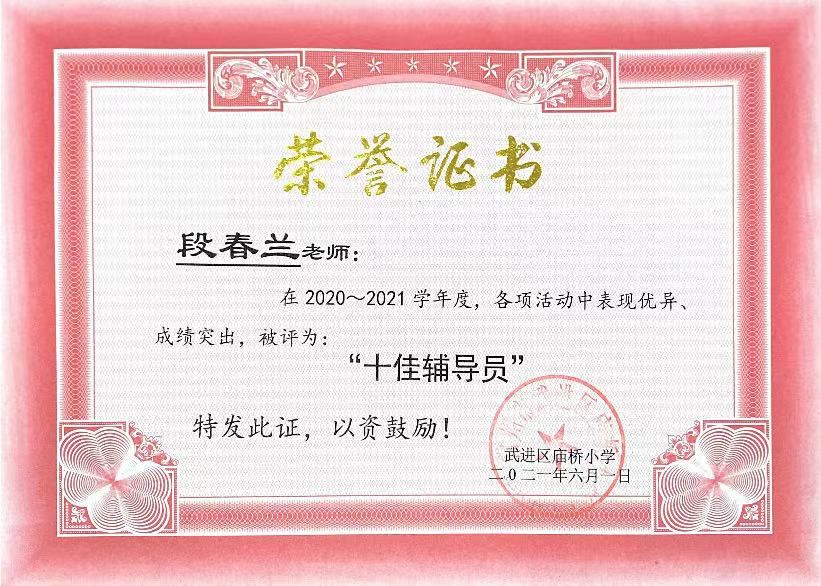 荣誉证书
段春兰老师：
在2020～2021学年度，各项活动中表现优异、
成绩突出，被评为：
“十佳辅导员”
特发此证，以资鼓励！
武进区庙桥小学
二0二一年六月一日